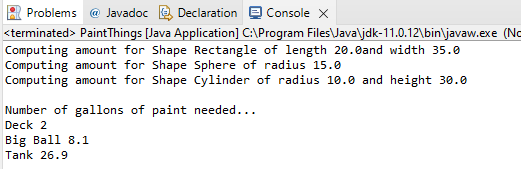 Problems @ Javadoc Declaration Console
<terminated> PaintThings [Java Application] C:\Program Files\Java\jdk-11.0.12\bin\javaw.exe (No
Computing amount for Shape Rectangle of length 20.0and width 35.0
Computing amount for Shape Sphere of radius 15.0
Computing amount for Shape Cylinder of radius 10.0 and height 30.0
Number of gallons of paint needed...
Deck 2
Big Ball 8.1
Tank 26.9